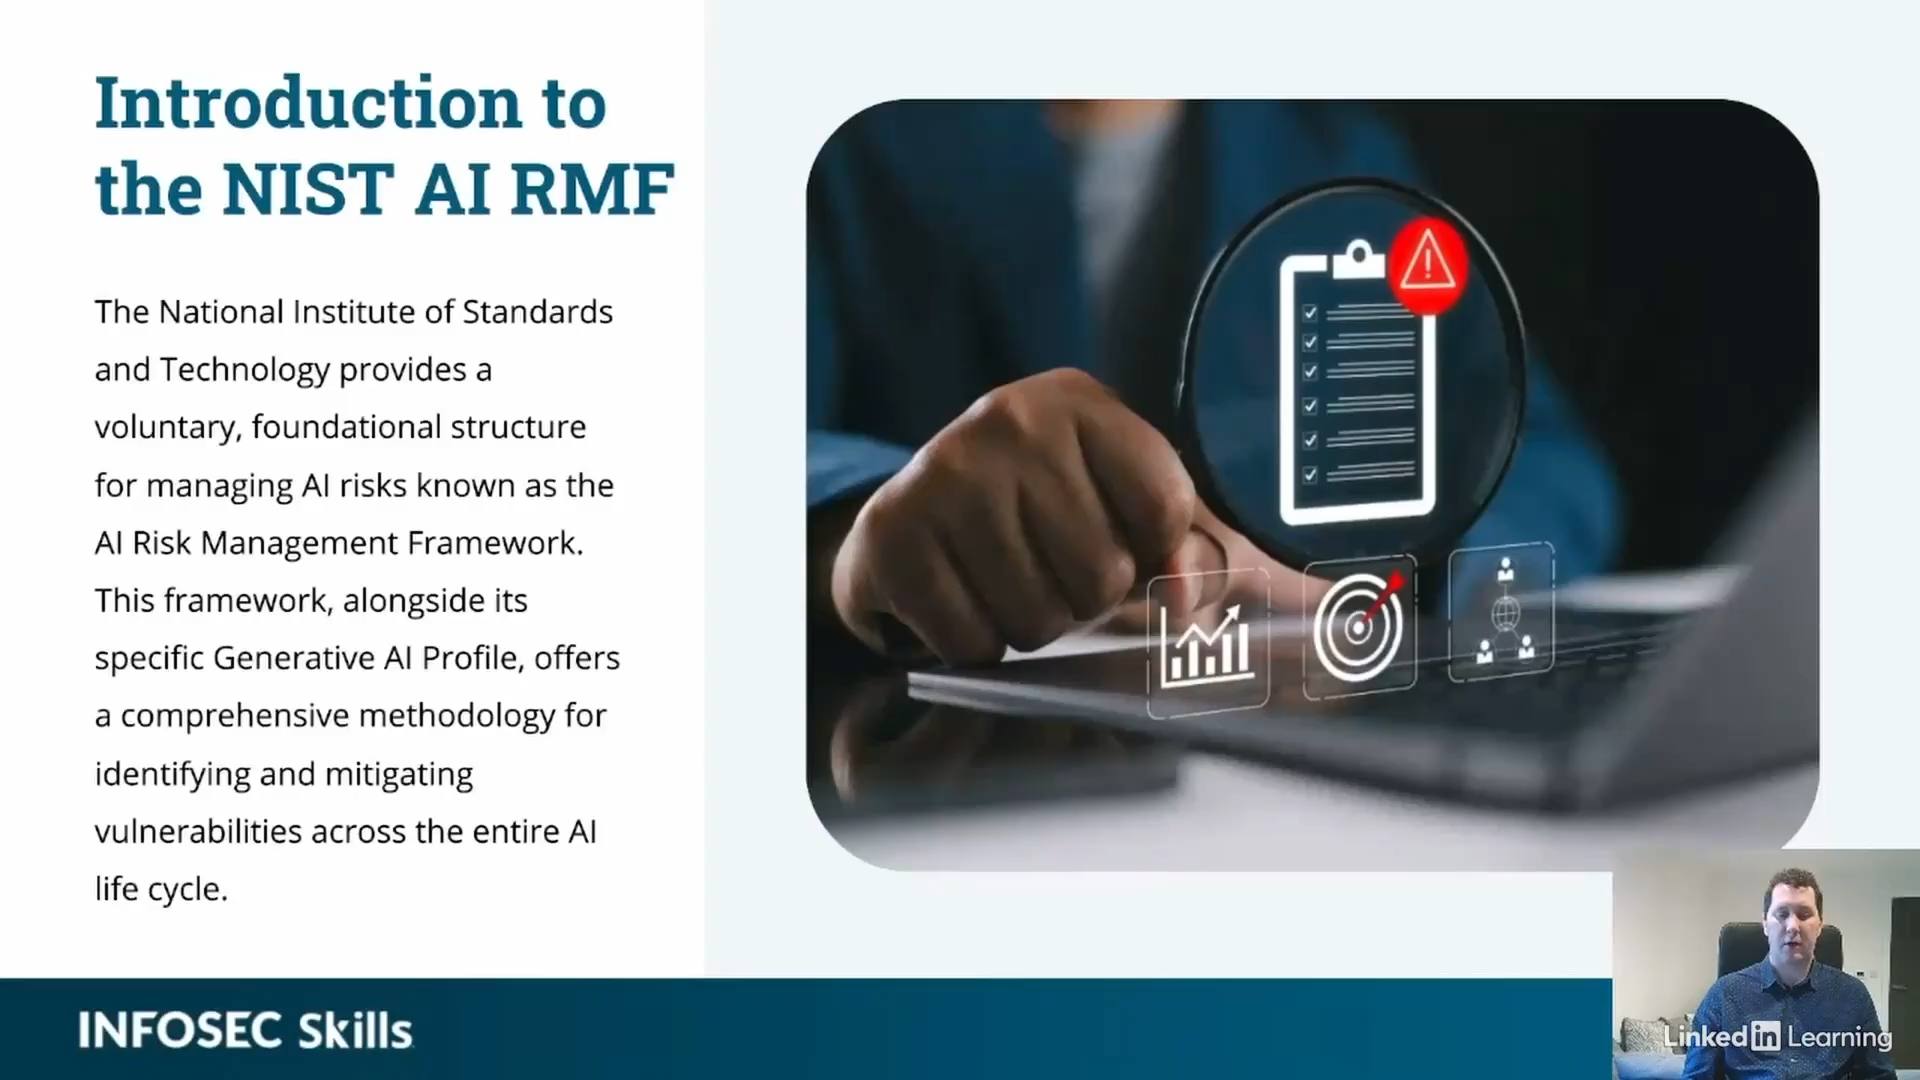 Introduction to
the NIST AI RMF
The National Institute of Standards
and Technology provides a
voluntary, foundational structure
for managing AI risks known as the
AI Risk Management Framework.
This framework, alongside its
specific Generative AI Profile, offers
a comprehensive methodology for
identifying and mitigating
vulnerabilities across the entire AI
life cycle.
INFOSEC Skills
Linked in Learning